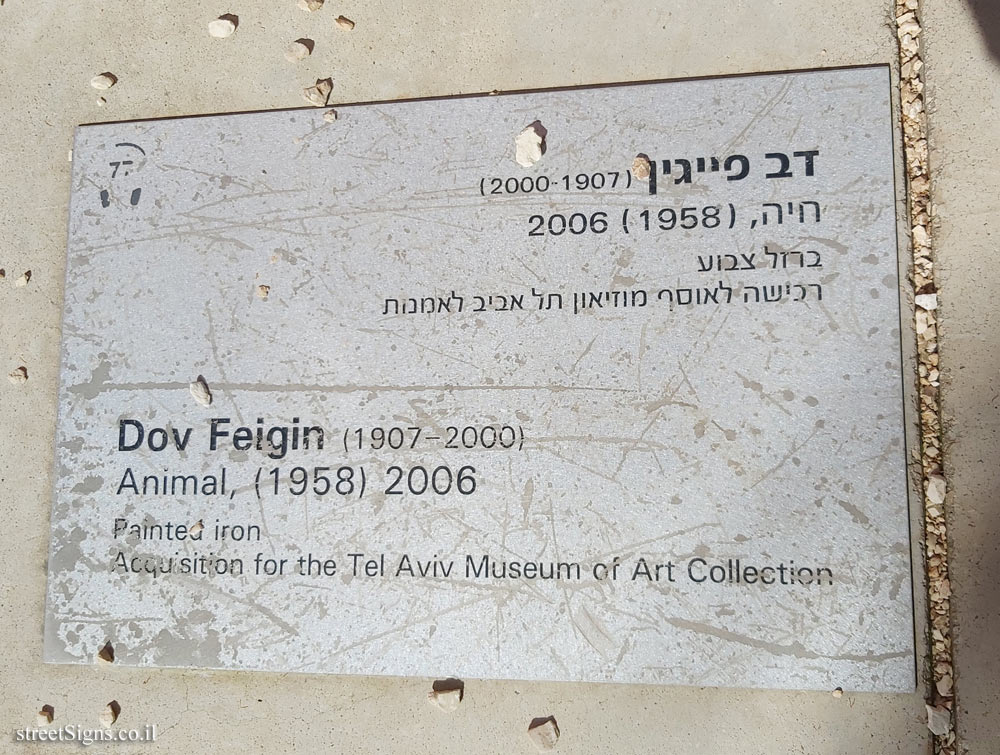 דב פייגין (2000-1907)
חיה, (1958) 2006
ברזל צבוע
רכישה לאוסף מוזיאון תל אביב לאמנות
Dov Feigin (1907-2000)
Animal, (1958) 2006
Painted iron
Acquisition for the Tel Aviv Museum of Art Collection
streetSigns.co.il